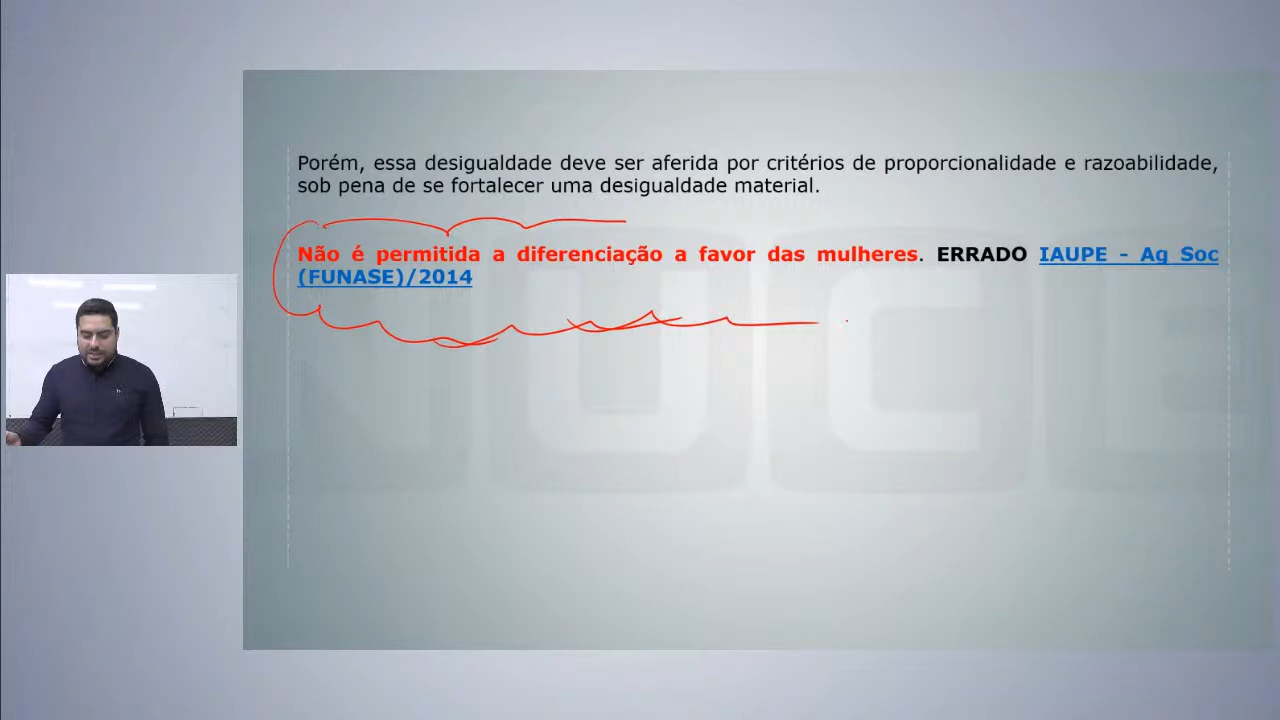 Porém, essa desigualdade deve ser aferida por critérios de proporcionalidade e razoabilidade,
sob pena de se fortalecer uma desigualdade material.
Não é permitida a diferenciação a favor das mulheres. ERRADO IAUPE - Ag Soc
(FUNASE)/2014
NUCE